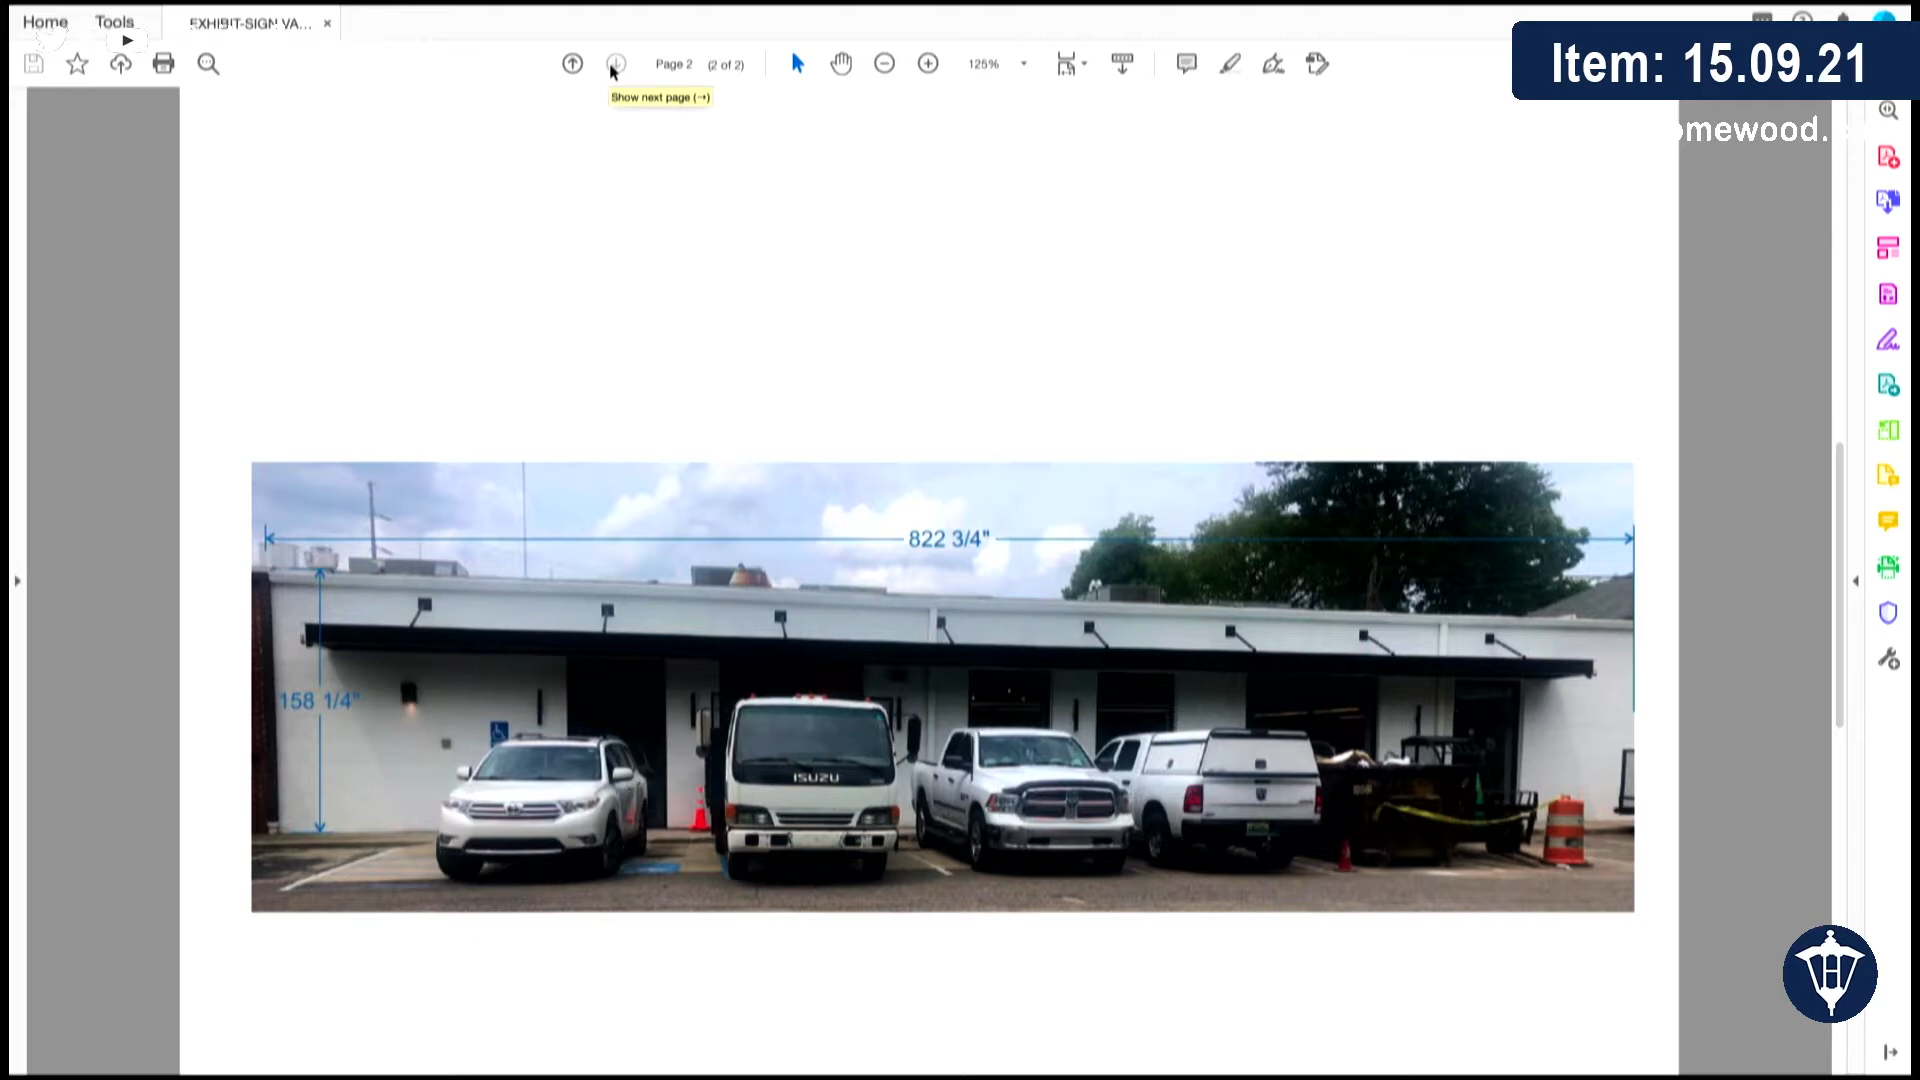 Home Tools EXHIBIT-SIGN VA... ×
Item: 15.09.21
Page 2 (2 of 2) 125%
Show next page (→)
omewood.
822 3/4"
158 1/4"
ISUZU
H